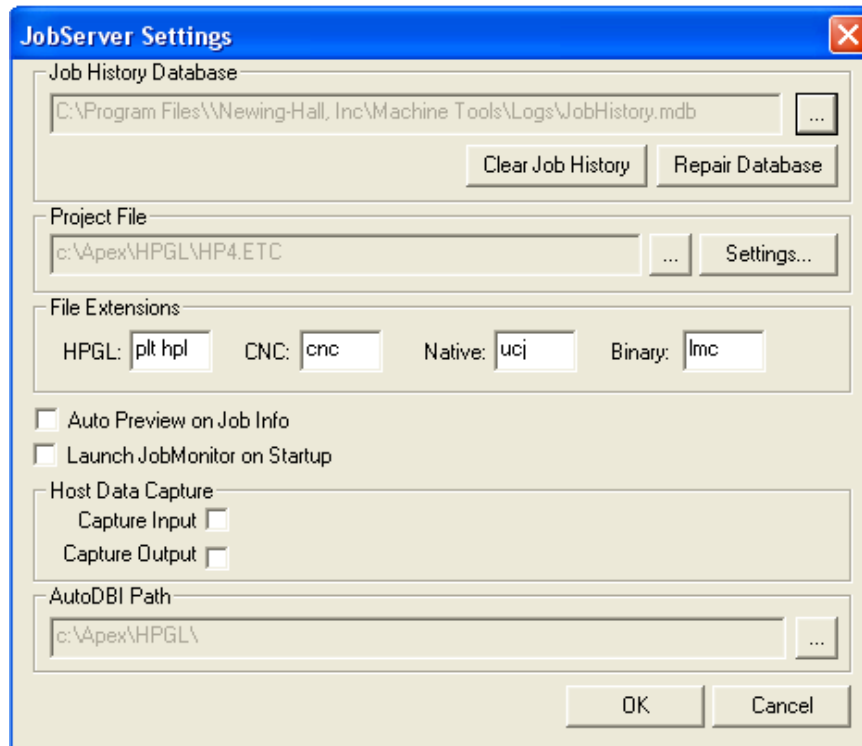 JobServer Settings
Job History Database
C:\Program Files\\Newing-Hall, Inc\Machine Tools\Logs\JobHistory.mdb ...
Clear Job History Repair Database
Project File
c:\Apex\HPGL\HP4.ETC ... Settings...
File Extensions
HPGL: plt hpl CNC: cnc Native: ucj Binary: lmc
Auto Preview on Job Info
Launch JobMonitor on Startup
Host Data Capture
Capture Input
Capture Output
AutoDBI Path
c:\Apex\HPGL\ ...
OK Cancel